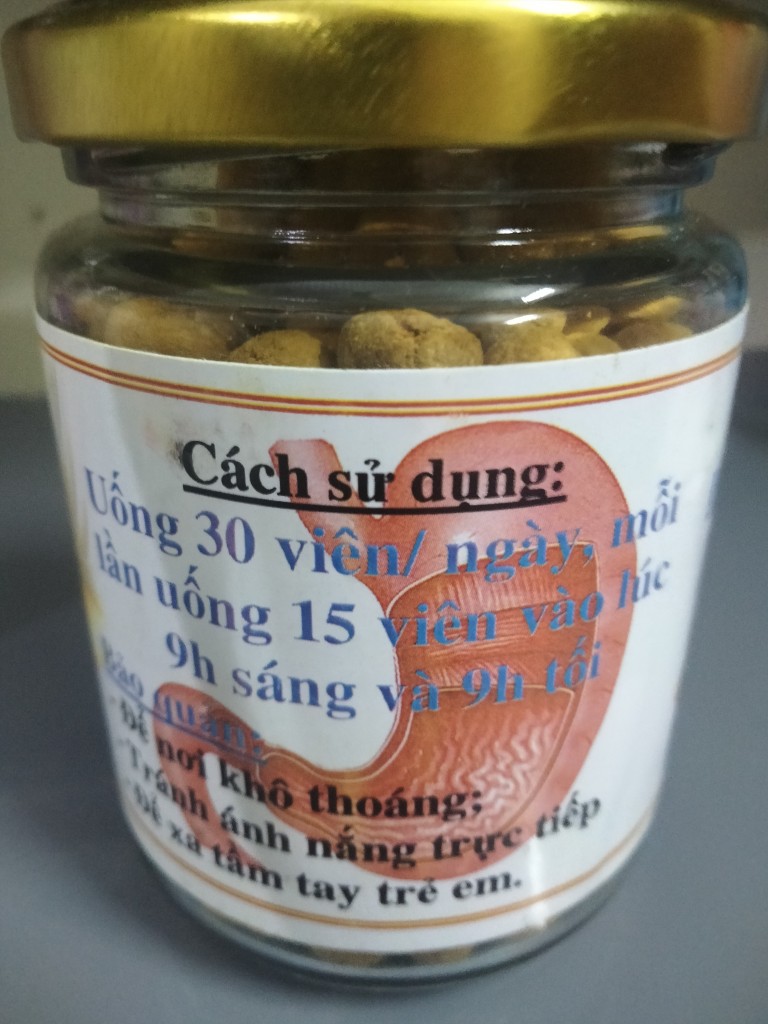 Cách sử dụng:
Uống 30 viên/ ngày, mỗi
lần uống 15 viên vào lúc
9h sáng và 9h tối
Bảo quản:
- Để nơi khô thoáng;
- Tránh ánh nắng trực tiếp
- Để xa tầm tay trẻ em.